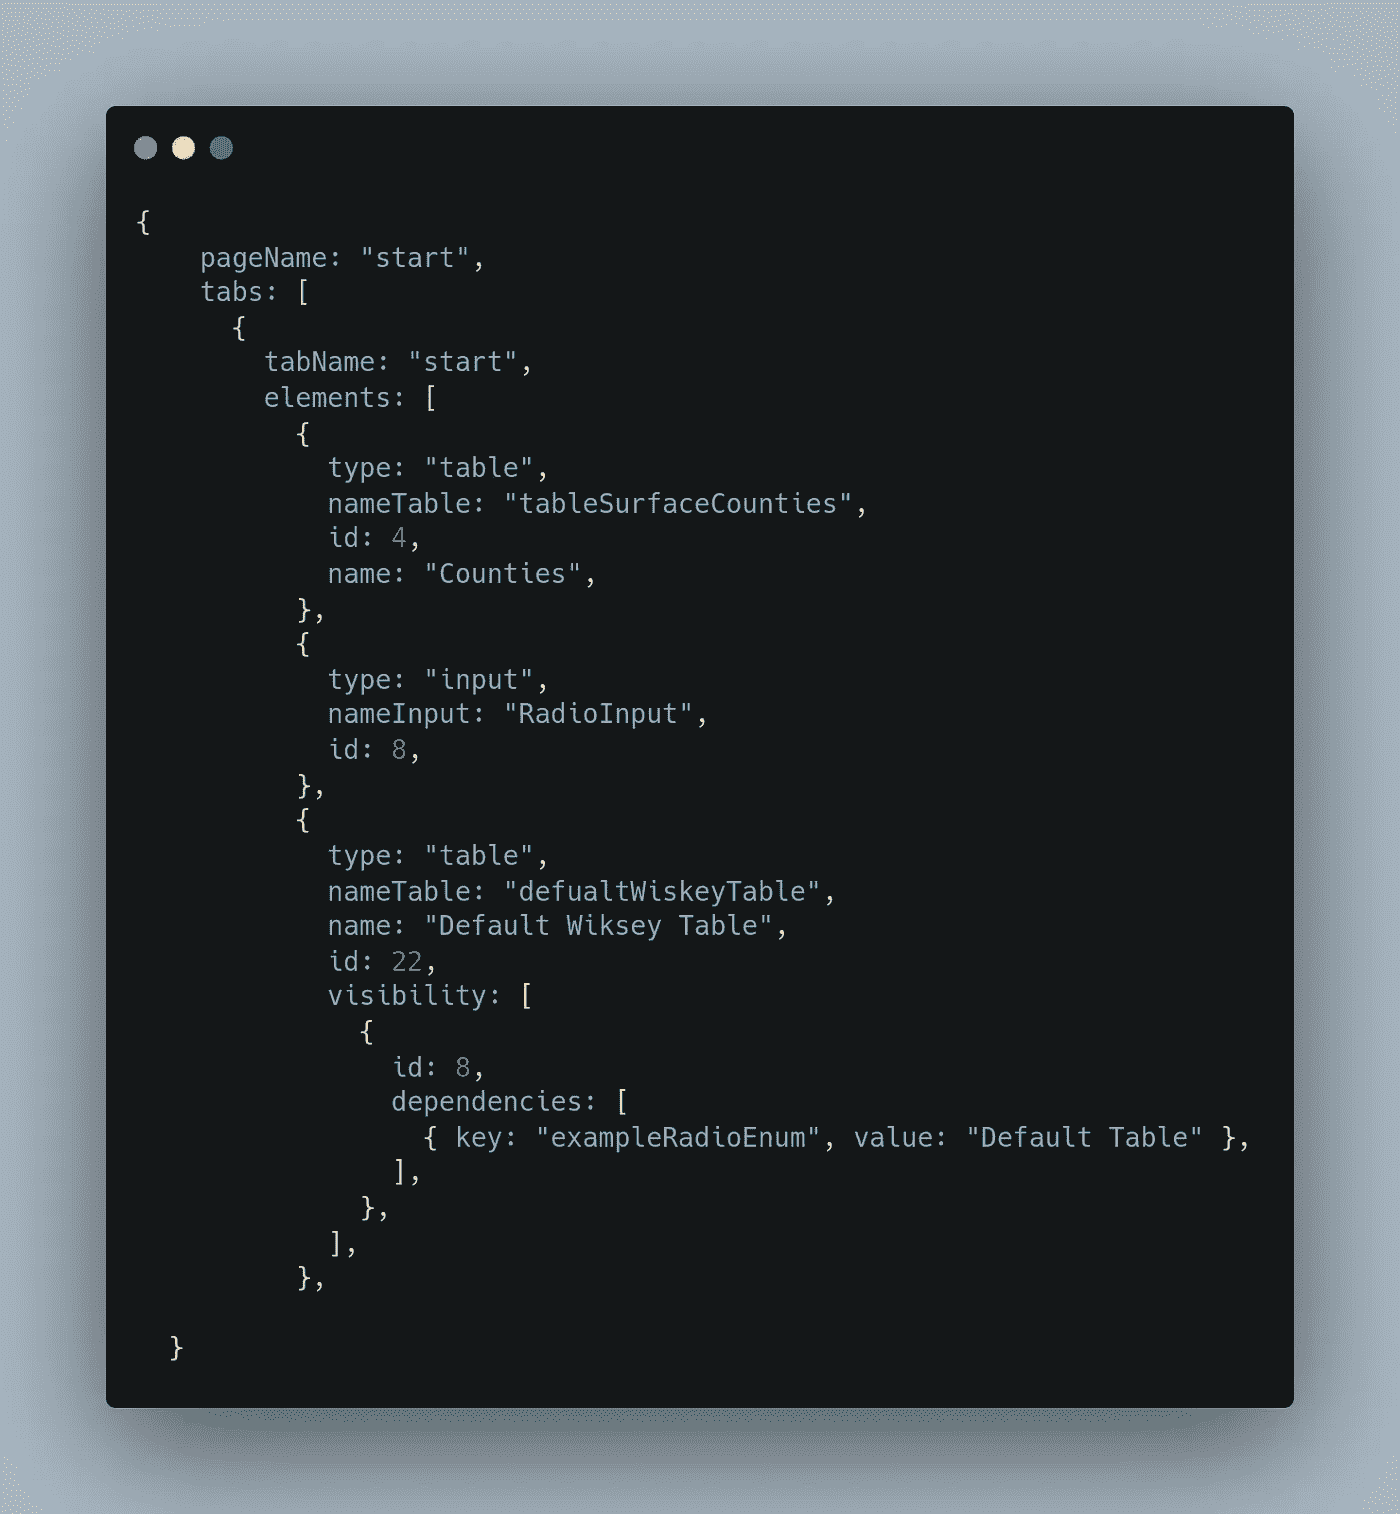 {
    pageName: "start",
    tabs: [
      {
        tabName: "start",
        elements: [
          {
            type: "table",
            nameTable: "tableSurfaceCounties",
            id: 4,
            name: "Counties",
          },
          {
            type: "input",
            nameInput: "RadioInput",
            id: 8,
          },
          {
            type: "table",
            nameTable: "defualtWiskeyTable",
            name: "Default Wiksey Table",
            id: 22,
            visibility: [
              {
                id: 8,
                dependencies: [
                  { key: "exampleRadioEnum", value: "Default Table" },
                ],
              },
            ],
          },

  }